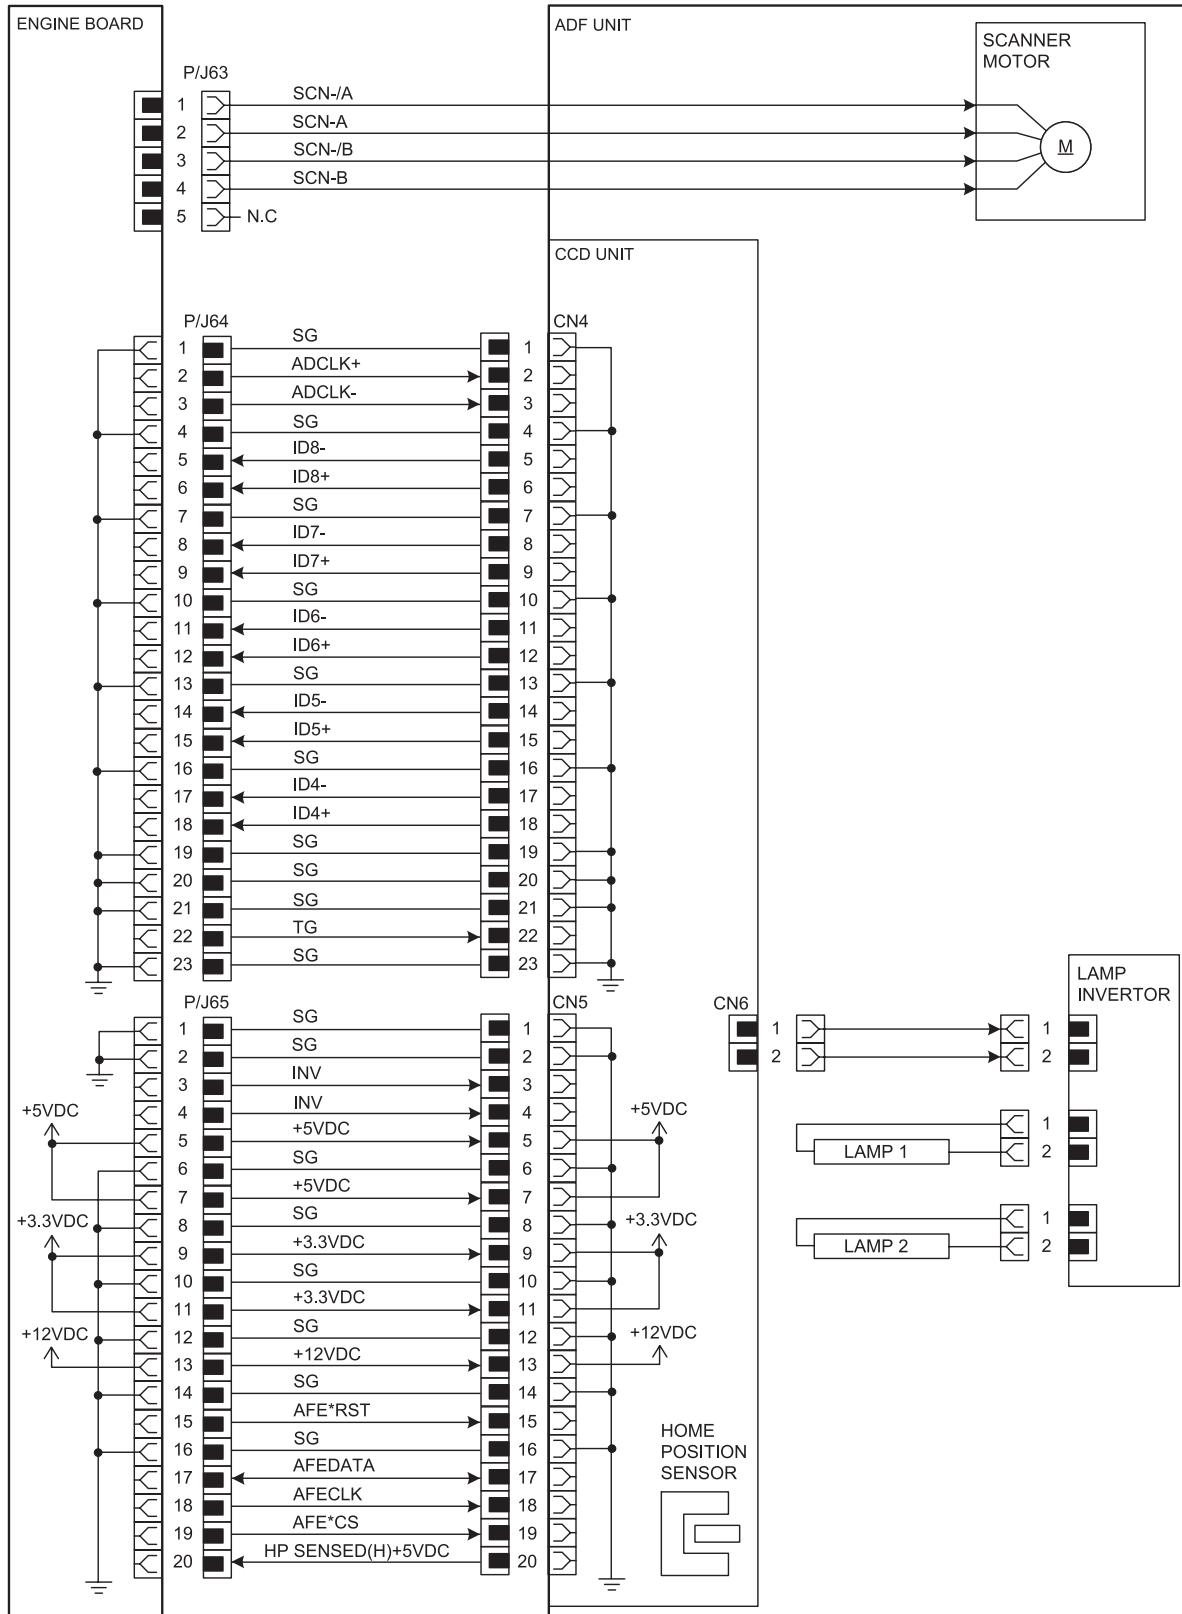 ENGINE BOARD
ADF UNIT
SCANNER
MOTOR
P/J63
1 SCN-/A
2 SCN-A
3 SCN-/B
4 SCN-B
5 N.C
M
CCD UNIT
P/J64 CN4
1 SG 1
2 ADCLK+ 2
3 ADCLK- 3
4 SG 4
5 ID8- 5
6 ID8+ 6
7 SG 7
8 ID7- 8
9 ID7+ 9
10 SG 10
11 ID6- 11
12 ID6+ 12
13 SG 13
14 ID5- 14
15 ID5+ 15
16 SG 16
17 ID4- 17
18 ID4+ 18
19 SG 19
20 SG 20
21 SG 21
22 TG 22
23 SG 23
P/J65 CN5
1 SG 1
2 SG 2
3 INV 3
4 INV 4
5 +5VDC 5
6 SG 6
7 +5VDC 7
8 SG 8
9 +3.3VDC 9
10 SG 10
11 +3.3VDC 11
12 SG 12
13 +12VDC 13
14 SG 14
15 AFE*RST 15
16 SG 16
17 AFEDATA 17
18 AFECLK 18
19 AFE*CS 19
20 HP SENSED(H)+5VDC 20
+5VDC
+3.3VDC
+12VDC
+5VDC
+3.3VDC
+12VDC
HOME
POSITION
SENSOR
CN6
1 1
2 2
LAMP
INVERTOR
1
LAMP 1 2
1
LAMP 2 2